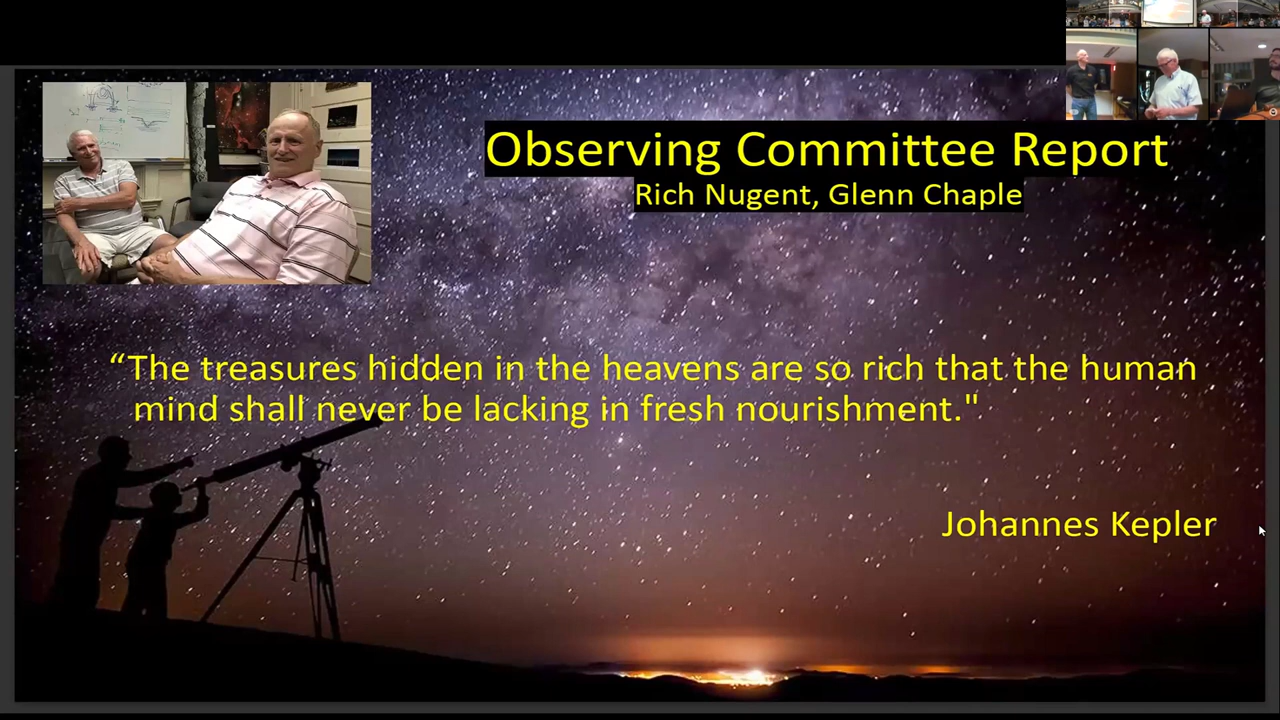 Observing Committee Report
Rich Nugent, Glenn Chaple
“The treasures hidden in the heavens are so rich that the human
mind shall never be lacking in fresh nourishment."
Johannes Kepler